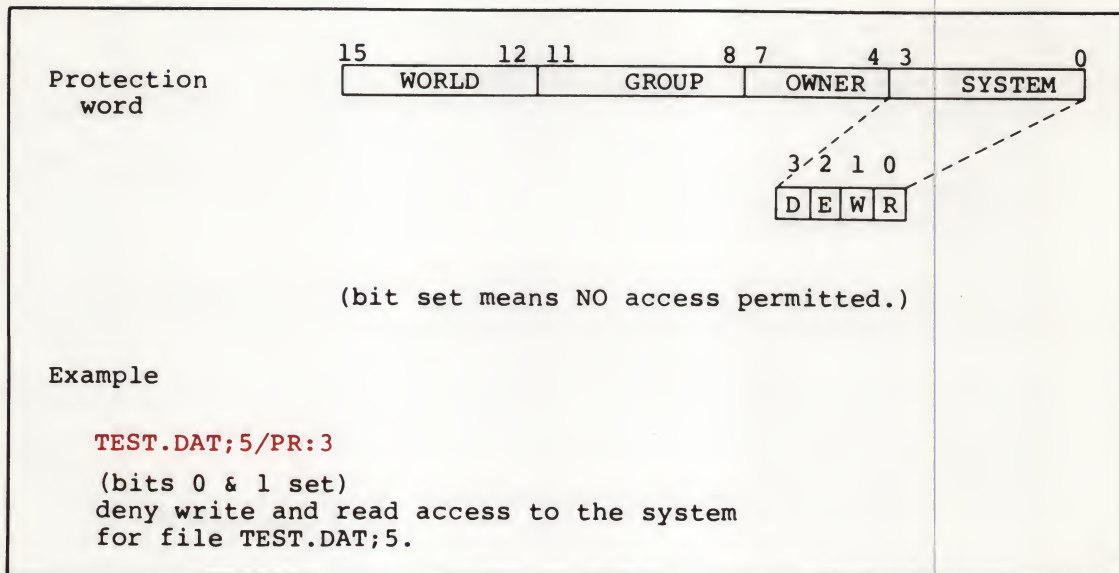 15 12 11 8 7 4 3 0
Protection word
WORLD GROUP OWNER SYSTEM
3 2 1 0
D E W R
(bit set means NO access permitted.)
Example
TEST.DAT;5/PR:3
(bits 0 & 1 set)
deny write and read access to the system
for file TEST.DAT;5.